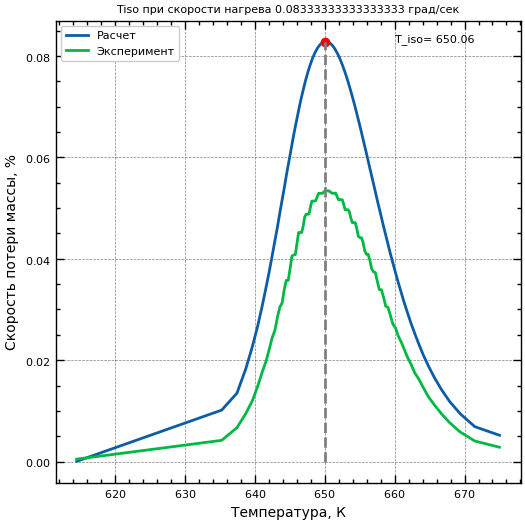 Tiso при скорости нагрева 0.08333333333333333 град/сек
Расчет
Эксперимент
T_iso= 650.06
Скорость потери массы, %
0.08
0.06
0.04
0.02
0.00
620 630 640 650 660 670
Температура, К